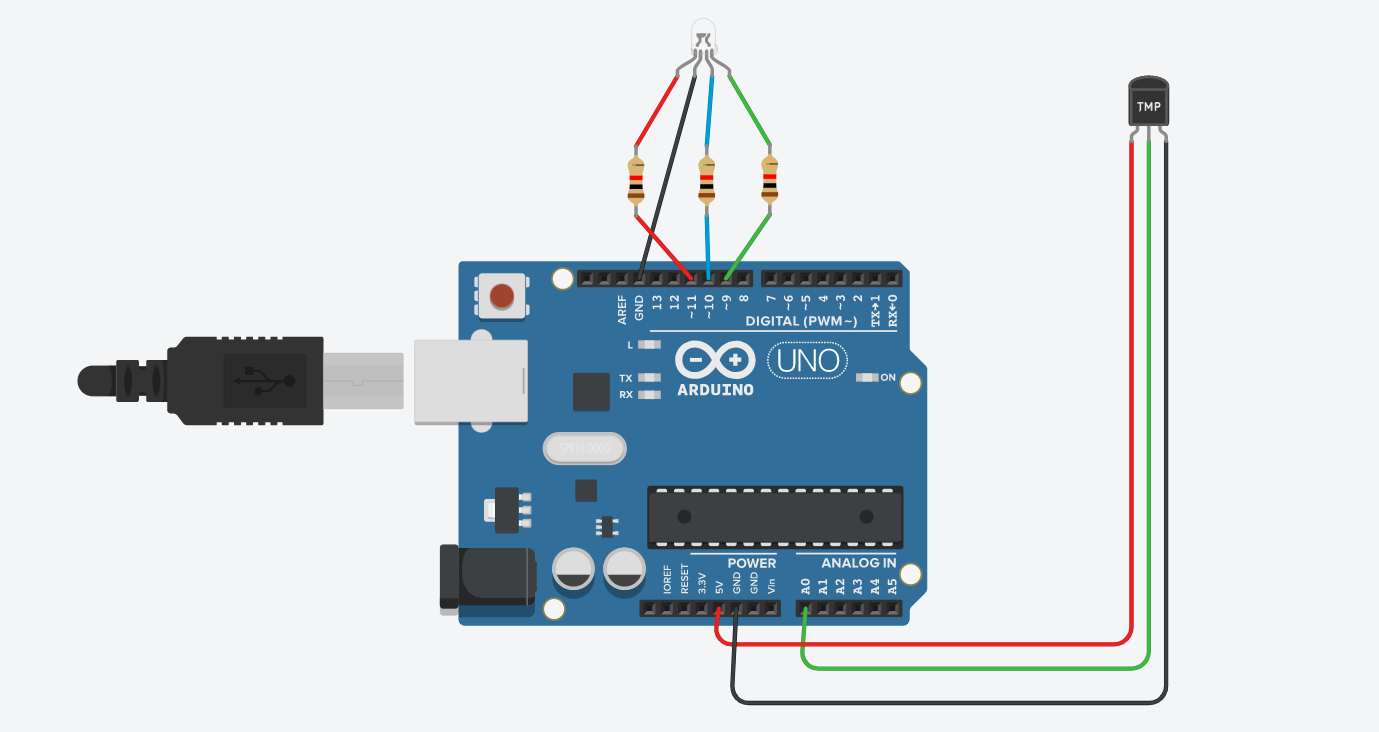 TMP
AREF
GND
13
12
~11
~10
~9
8
7
~6
~5
4
~3
2
TX→1
RX←0
DIGITAL (PWM~)
L
TX
RX
ARDUINO
UNO
ON
SPK16.000G
POWER
ANALOG IN
IOREF
RESET
3.3V
5V
GND
GND
Vin
A0
A1
A2
A3
A4
A5